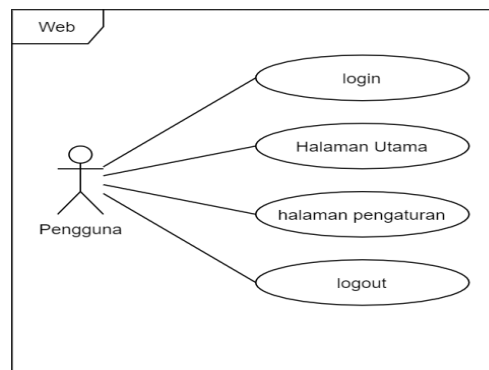 Web
login
Halaman Utama
halaman pengaturan
Pengguna
logout